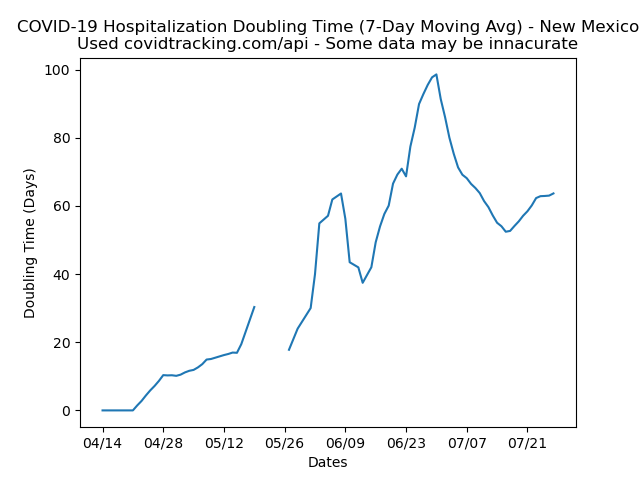 COVID-19 Hospitalization Doubling Time (7-Day Moving Avg) - New Mexico
Used covidtracking.com/api - Some data may be innacurate
100
80
60
40
20
0
Doubling Time (Days)
04/14 04/28 05/12 05/26 06/09 06/23 07/07 07/21
Dates